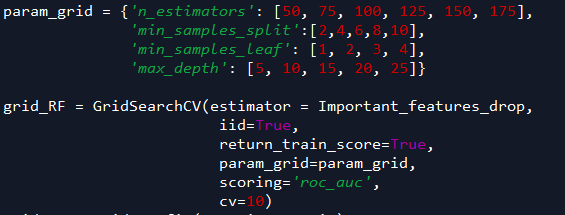 param_grid = {'n_estimators': [50, 75, 100, 125, 150, 175],
'min_samples_split':[2,4,6,8,10],
'min_samples_leaf': [1, 2, 3, 4],
'max_depth': [5, 10, 15, 20, 25]}
grid_RF = GridSearchCV(estimator = Important_features_drop,
iid=True,
return_train_score=True,
param_grid=param_grid,
scoring='roc_auc',
cv=10)